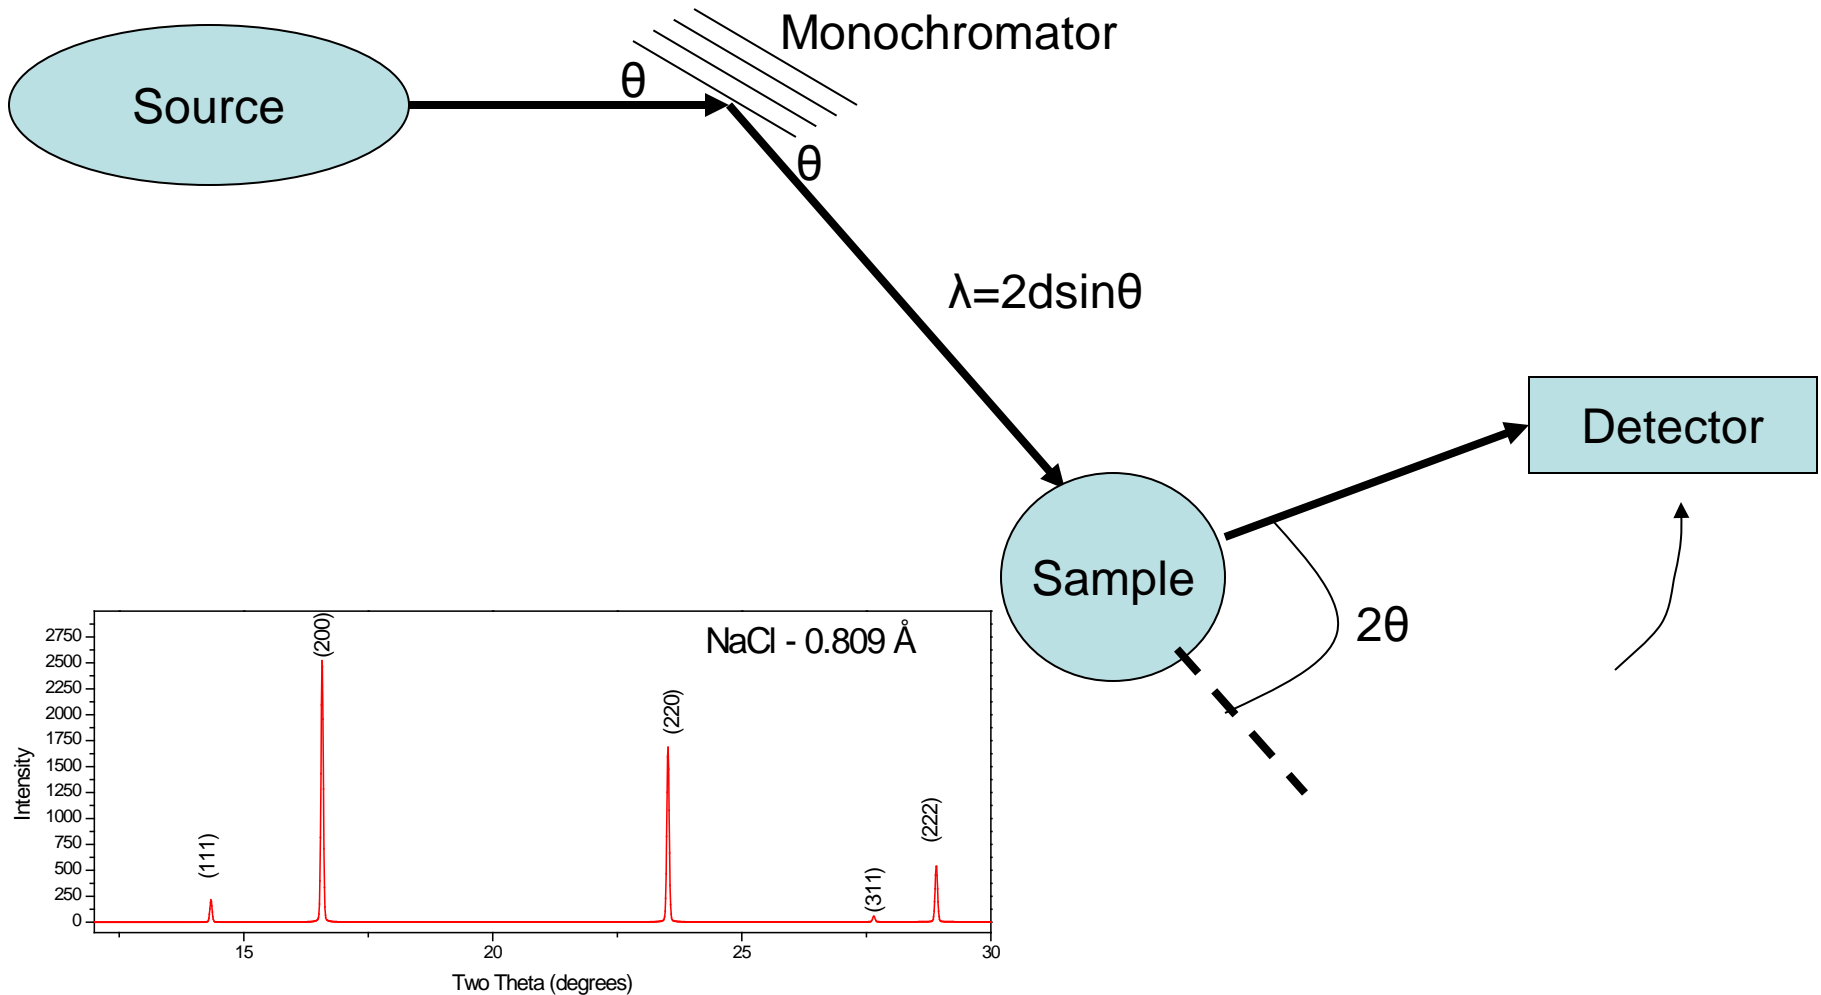 Monochromator
θ
Source
θ
λ=2dsinθ
Detector
Sample
2θ
NaCl - 0.809 Å
(200)
(220)
(111)
(222)
(311)
Intensity
2750
2500
2250
2000
1750
1500
1250
1000
750
500
250
0
15 20 25 30
Two Theta (degrees)